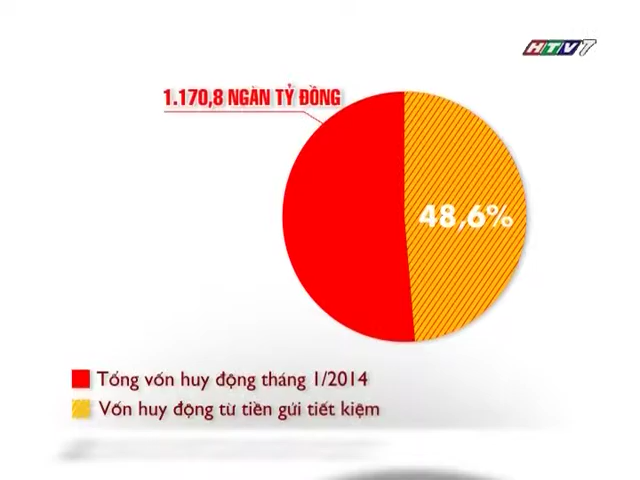 HTV7
1.170,8 NGÀN TỶ ĐỒNG
48,6%
Tổng vốn huy động tháng 1/2014
Vốn huy động từ tiền gửi tiết kiệm